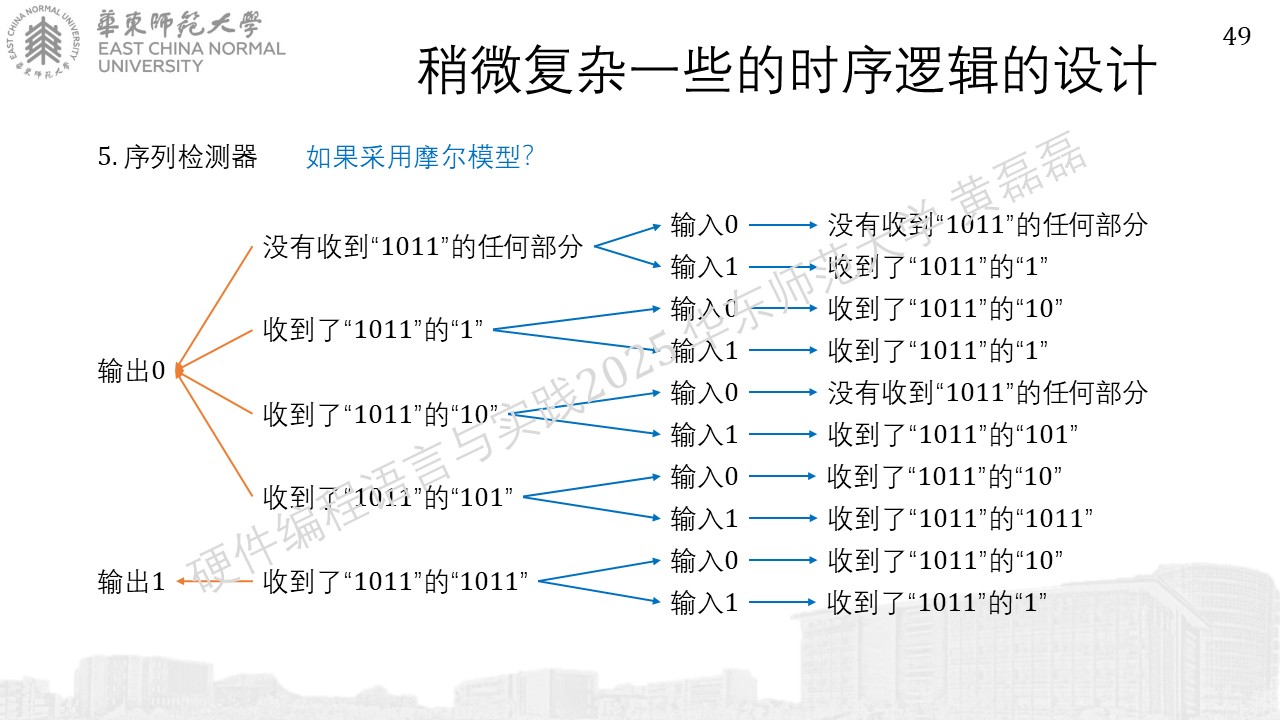 華東師範大學
EAST CHINA NORMAL
UNIVERSITY
EAST CHINA NORMAL UNIVERSITY
華東師範大學
49
稍微复杂一些的时序逻辑的设计
5. 序列检测器 如果采用摩尔模型?
没有收到“1011”的任何部分
输入0 没有收到“1011”的任何部分
输入1 收到了“1011”的“1”
收到了“1011”的“1”
输入0 收到了“1011”的“10”
输入1 收到了“1011”的“1”
输出0
收到了“1011”的“10”
输入0 没有收到“1011”的任何部分
输入1 收到了“1011”的“101”
收到了“1011”的“101”
输入0 收到了“1011”的“10”
输入1 收到了“1011”的“1011”
输出1 收到了“1011”的“1011”
输入0 收到了“1011”的“10”
输入1 收到了“1011”的“1”
硬件编程语言与实践2025 华东师范大学 黄磊磊